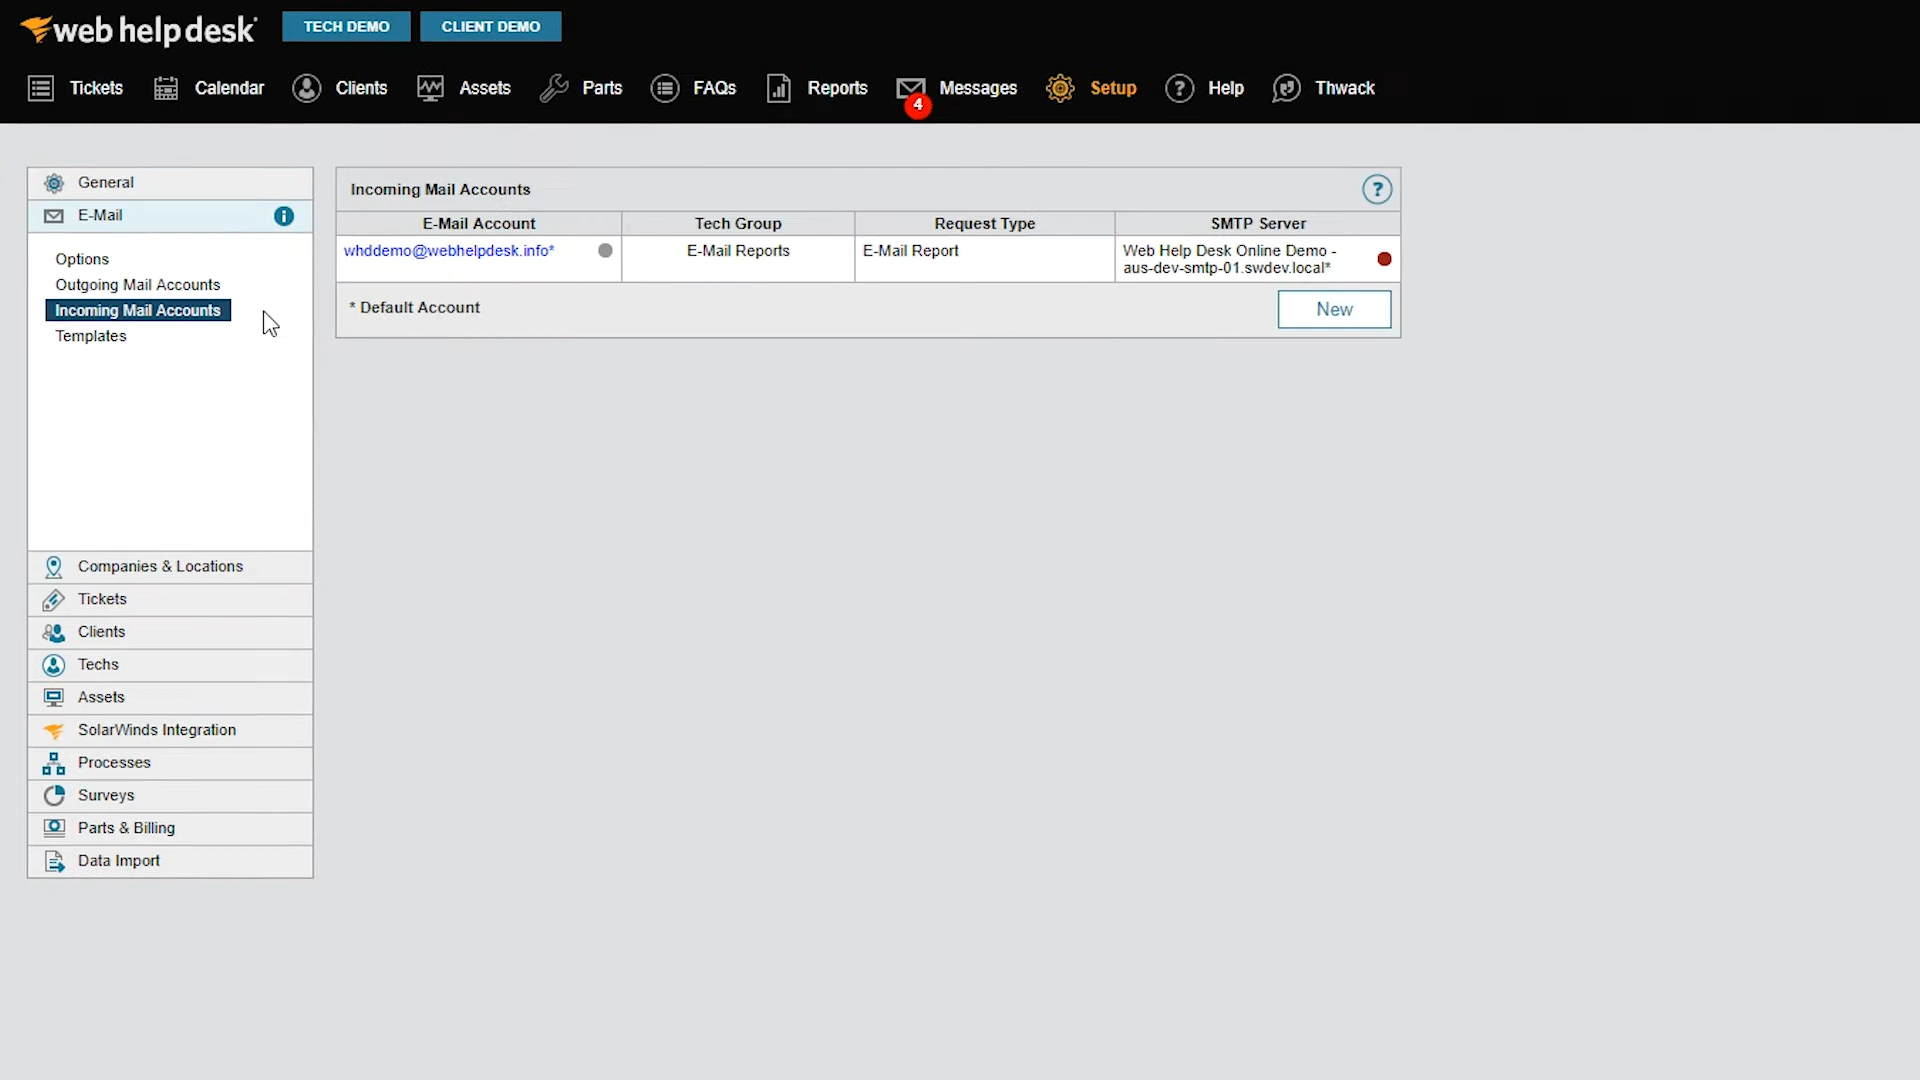 web help desk
TECH DEMO
CLIENT DEMO
Tickets
Calendar
Clients
Assets
Parts
FAQs
Reports
4
Messages
Setup
? Help
Thwack
General
E-Mail
i
Options
Outgoing Mail Accounts
Incoming Mail Accounts
Templates
Companies & Locations
Tickets
Clients
Techs
Assets
SolarWinds Integration
Processes
Surveys
Parts & Billing
Data Import
Incoming Mail Accounts
?
E-Mail Account
Tech Group
Request Type
SMTP Server
whddemo@webhelpdesk.info*
E-Mail Reports
E-Mail Report
Web Help Desk Online Demo -
aus-dev-smtp-01.swdev.local*
* Default Account
New